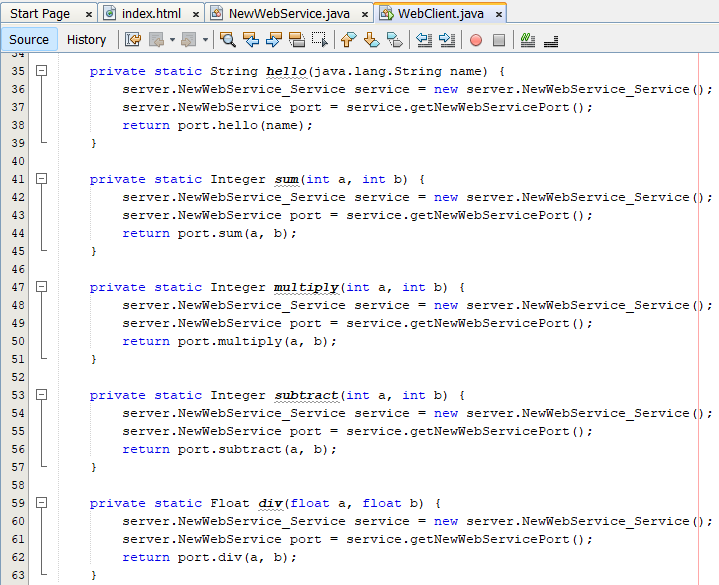 Start Page x index.html x NewWebService.java x WebClient.java x
Source History
34
35 private static String hello(java.lang.String name) {
36 server.NewWebService_Service service = new server.NewWebService_Service();
37 server.NewWebService port = service.getNewWebServicePort();
38 return port.hello(name);
39 }
40
41 private static Integer sum(int a, int b) {
42 server.NewWebService_Service service = new server.NewWebService_Service();
43 server.NewWebService port = service.getNewWebServicePort();
44 return port.sum(a, b);
45 }
46
47 private static Integer multiply(int a, int b) {
48 server.NewWebService_Service service = new server.NewWebService_Service();
49 server.NewWebService port = service.getNewWebServicePort();
50 return port.multiply(a, b);
51 }
52
53 private static Integer subtract(int a, int b) {
54 server.NewWebService_Service service = new server.NewWebService_Service();
55 server.NewWebService port = service.getNewWebServicePort();
56 return port.subtract(a, b);
57 }
58
59 private static Float div(float a, float b) {
60 server.NewWebService_Service service = new server.NewWebService_Service();
61 server.NewWebService port = service.getNewWebServicePort();
62 return port.div(a, b);
63 }